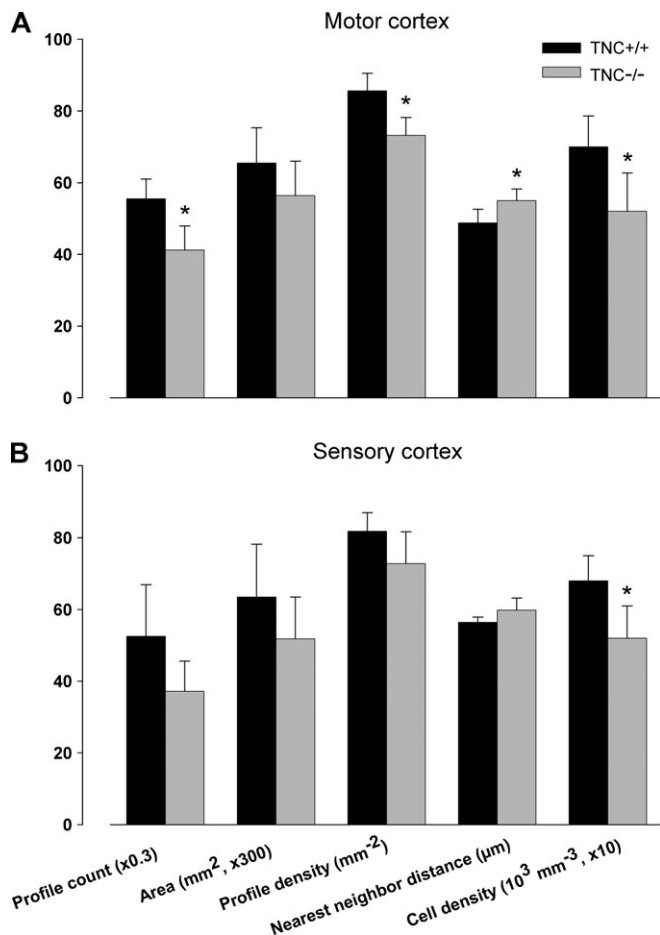 A
Motor cortex
TNC+/+
TNC−/−
100
80
60
40
20
0
*
*
*
*
B
Sensory cortex
100
80
60
40
20
0
*
Profile count (x0.3)
Area (mm², x300)
Profile density (mm⁻²)
Nearest neighbor distance (µm)
Cell density (10³ mm⁻³, x10)